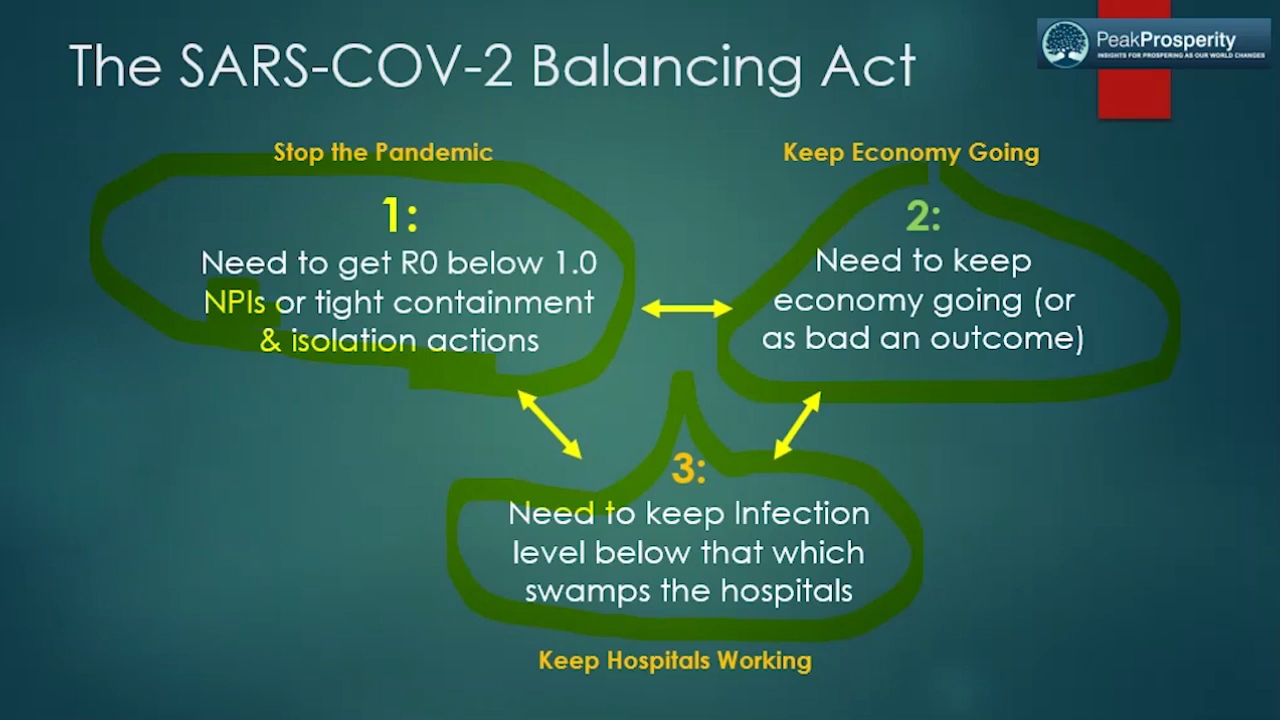 The SARS-COV-2 Balancing Act
PeakProsperity
INSIGHTS FOR PROSPERING AS OUR WORLD CHANGES
Stop the Pandemic
1:
Need to get R0 below 1.0
NPIs or tight containment
& isolation actions
Keep Economy Going
2:
Need to keep
economy going (or
as bad an outcome)
3:
Need to keep Infection
level below that which
swamps the hospitals
Keep Hospitals Working